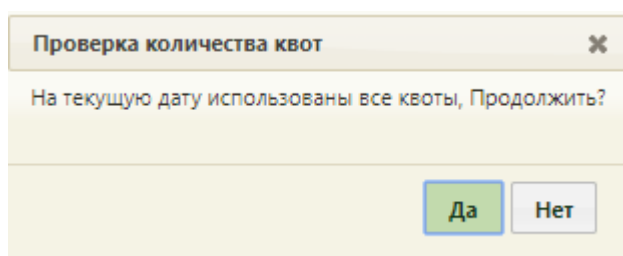 Проверка количества квот
На текущую дату использованы все квоты, Продолжить?
Да Нет